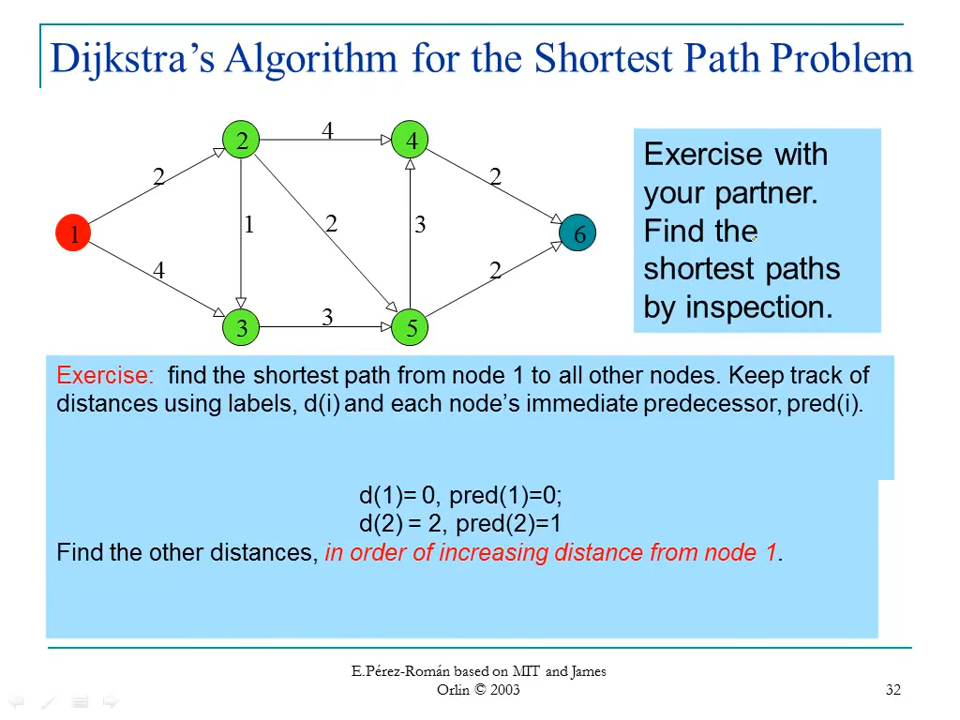 Dijkstra's Algorithm for the Shortest Path Problem
2
4
4
2
1
4
1
2
3
2
6
2
3
3
5
Exercise with
your partner.
Find the
shortest paths
by inspection.
Exercise: find the shortest path from node 1 to all other nodes. Keep track of
distances using labels, d(i) and each node's immediate predecessor, pred(i).
d(1)= 0, pred(1)=0;
d(2) = 2, pred(2)=1
Find the other distances, in order of increasing distance from node 1.
E.Pérez-Román based on MIT and James
Orlin © 2003
32